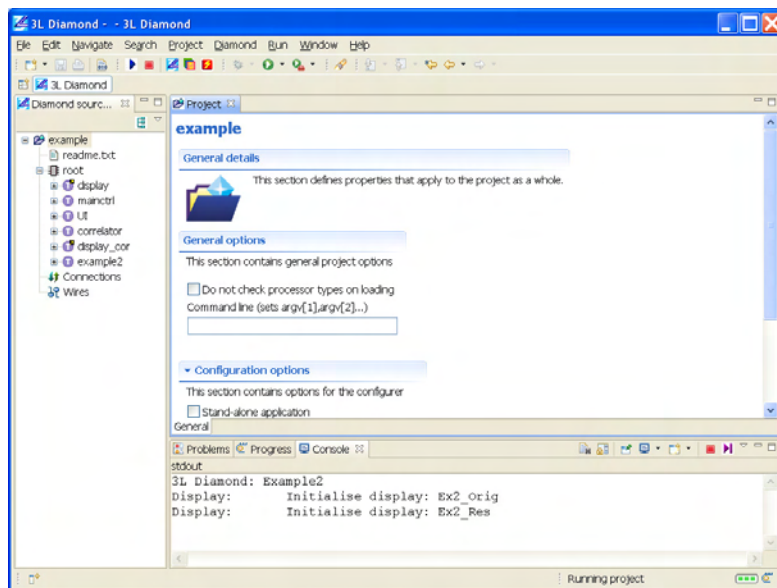 3L Diamond - - 3L Diamond
File Edit Navigate Search Project Diamond Run Window Help
3L Diamond
Diamond sourc...
example
readme.txt
root
display
mainctrl
UI
correlator
display_cor
example2
Connections
Wires
Project
example
General details
This section defines properties that apply to the project as a whole.
General options
This section contains general project options
Do not check processor types on loading
Command line (sets argv[1],argv[2]...)
Configuration options
This section contains options for the configurer
Stand-alone application
General
Problems Progress Console
stdout
3L Diamond: Example2
Display: Initialise display: Ex2_Orig
Display: Initialise display: Ex2_Res
Running project